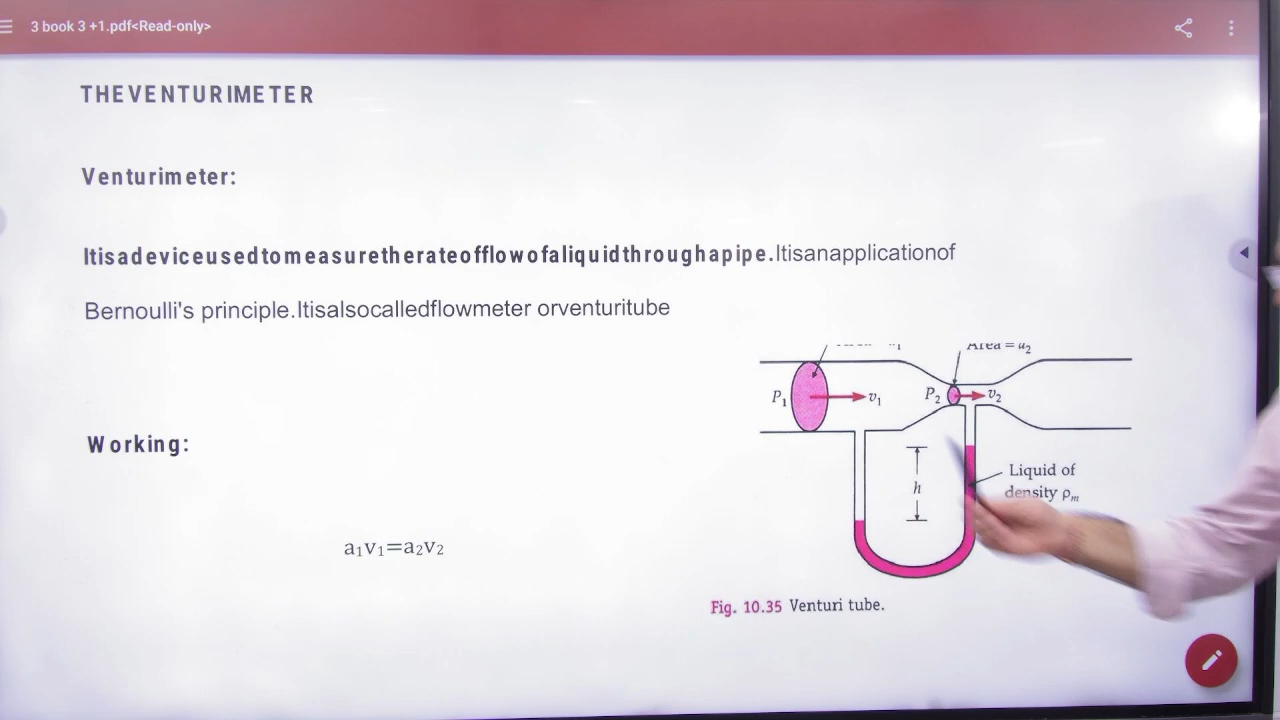 3 book 3 +1.pdf<Read-only>
THEVENTURIMETER
Venturimeter:
Itisadeviceusedtomeasuretherateofflowofaliquidthroughapipe.Itisanapplicationof
Bernoulli's principle.Itisalsocalledflowmeter orventuritube
Area = a₂
P₁ v₁ P₂ v₂
Working:
h
Liquid of
density ρₘ
a₁v₁=a₂v₂
Fig. 10.35 Venturi tube.